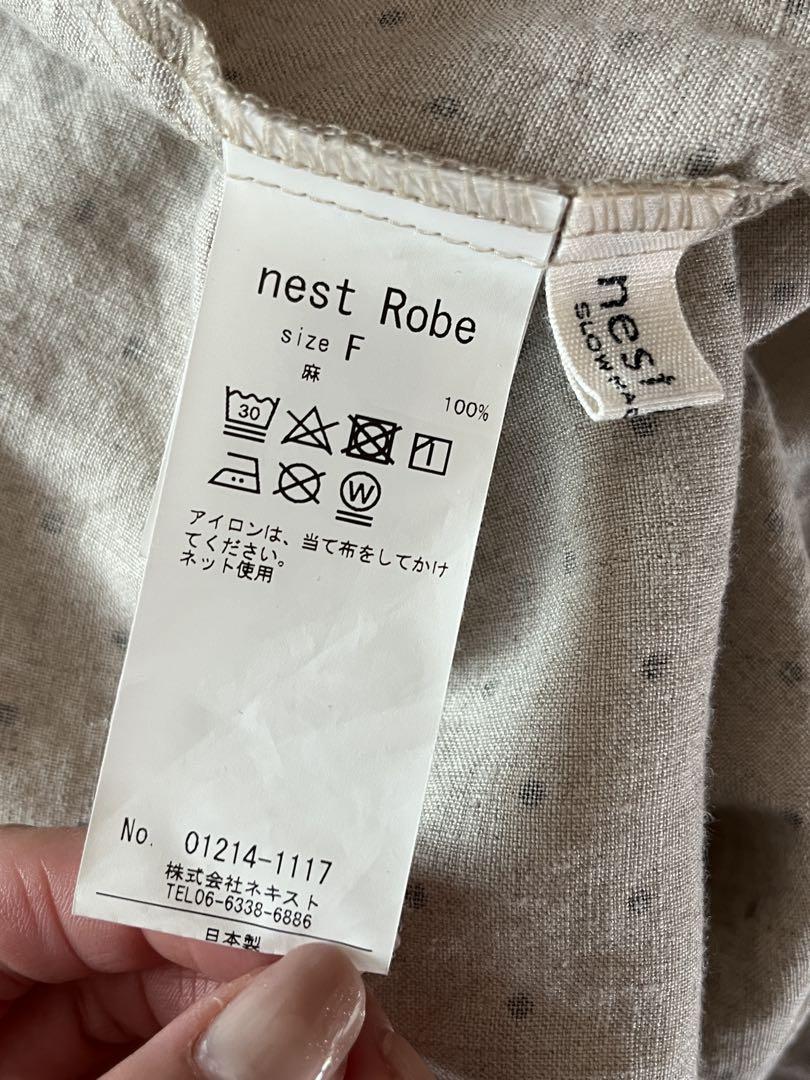 nest Robe
size F
麻
100%
30
W
アイロンは、当て布をしてかけ
てください。
ネット使用
No. 01214-1117
株式会社ネキスト
TEL06-6338-6886
日本製
nest
SLOW